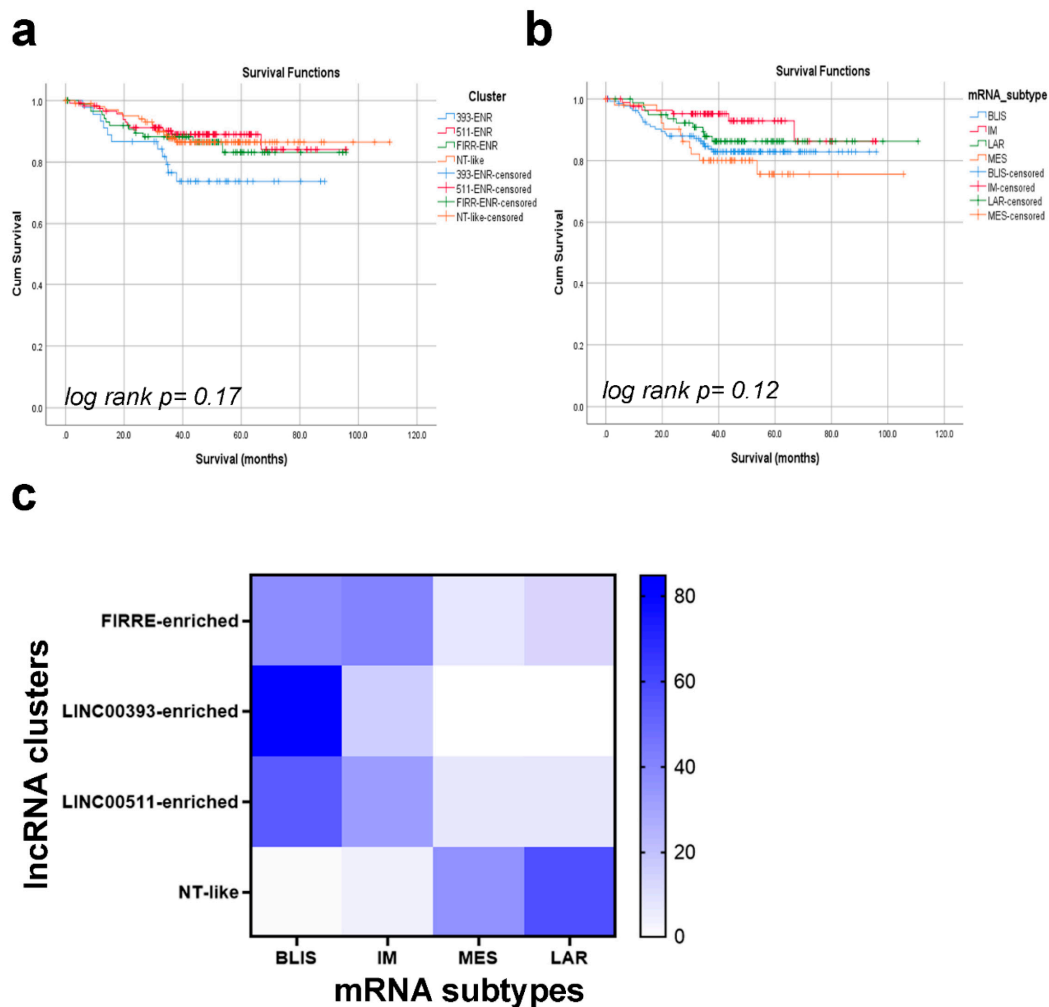 a
Survival Functions
Cluster
393-ENR
511-ENR
FIRR-ENR
NT-like
393-ENR-censored
511-ENR-censored
FIRR-ENR-censored
NT-like-censored
Cum Survival
1.0
0.8
0.6
0.4
0.2
0.0
log rank p= 0.17
.0 20.0 40.0 60.0 80.0 100.0 120.0
Survival (months)
b
Survival Functions
mRNA_subtype
BLIS
IM
LAR
MES
BLIS-censored
IM-censored
LAR-censored
MES-censored
Cum Survival
1.0
0.8
0.6
0.4
0.2
0.0
log rank p= 0.12
.0 20.0 40.0 60.0 80.0 100.0 120.0
Survival (months)
c
lncRNA clusters
FIRRE-enriched
LINC00393-enriched
LINC00511-enriched
NT-like
BLIS IM MES LAR
mRNA subtypes
80
60
40
20
0